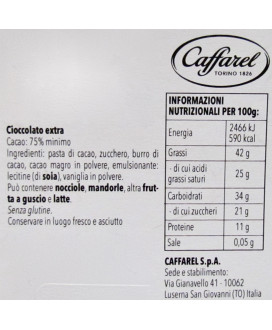 Caffarel
TORINO 1826
Cioccolato extra
Cacao: 75% minimo
Ingredienti: pasta di cacao, zucchero, burro di
cacao, cacao magro in polvere, emulsionante:
lecitine (di soia), vaniglia in polvere.
Può contenere nocciole, mandorle, altra frut-
ta a guscio e latte.
Senza glutine.
Conservare in luogo fresco e asciutto
INFORMAZIONI
NUTRIZIONALI PER 100g:
Energia 2466 kJ
590 kcal
Grassi 42 g
- di cui acidi
grassi saturi 25 g
Carboidrati 34 g
- di cui zuccheri 21 g
Proteine 11 g
Sale 0,05 g
CAFFAREL S.p.A.
Sede e stabilimento:
Via Gianavello 41 - 10062
Luserna San Giovanni (TO) Italia